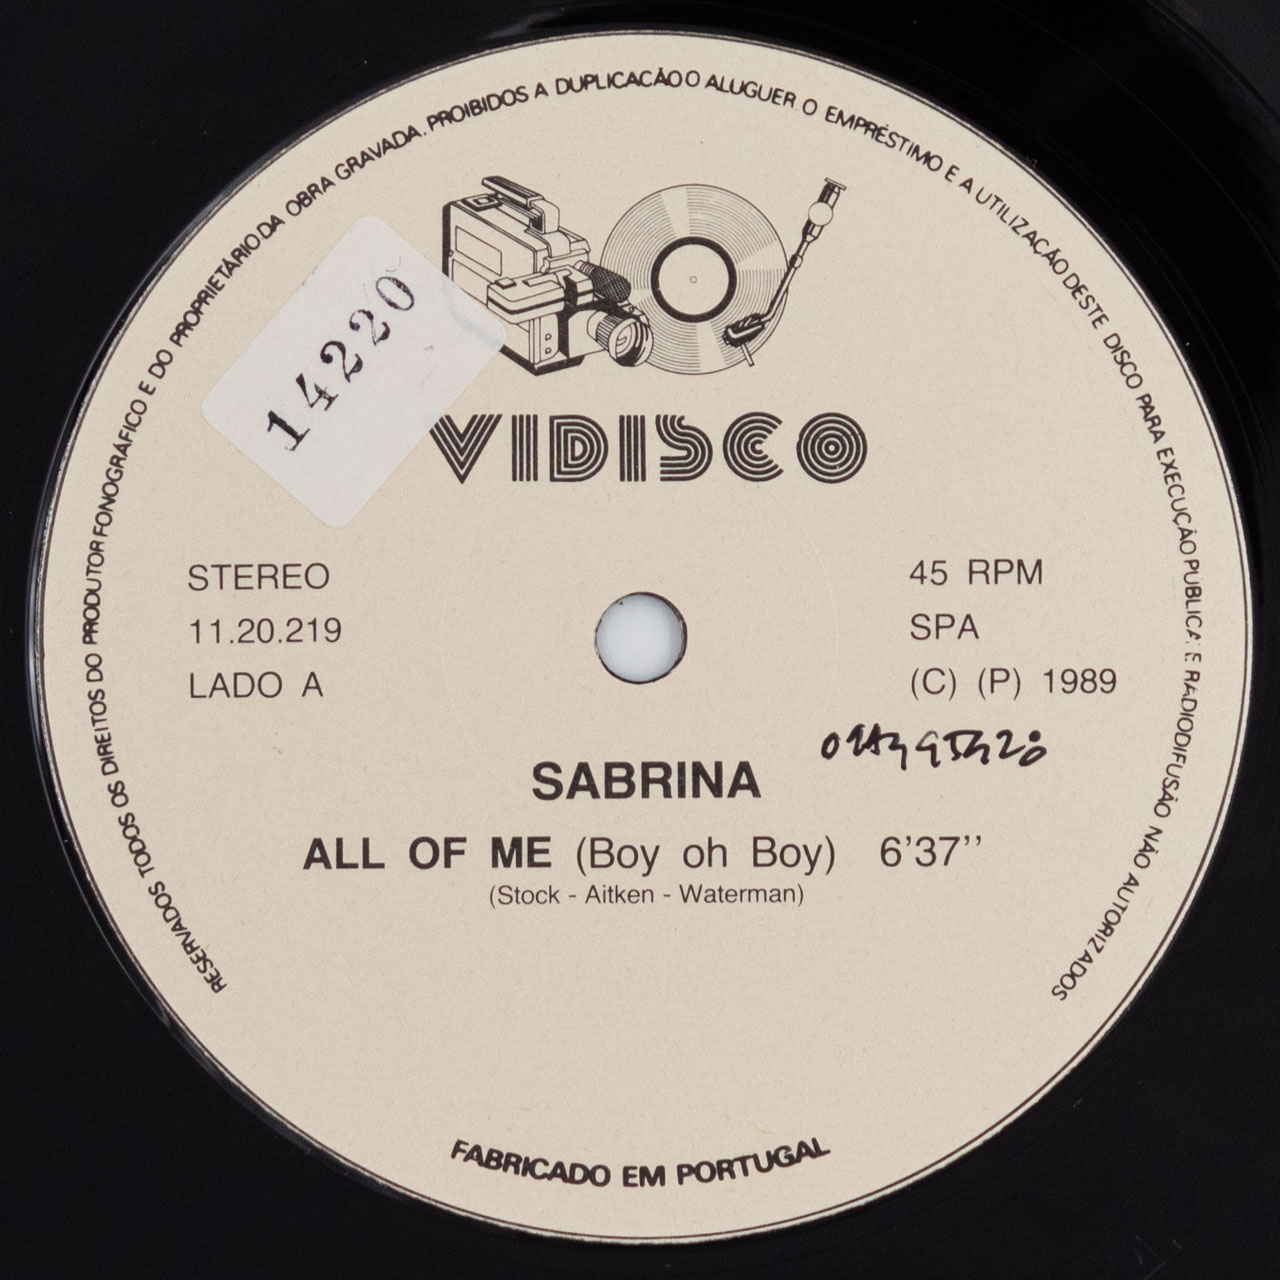 RESERVADOS TODOS OS DIREITOS DO PRODUTOR FONOGRÁFICO E DO PROPRIETÁRIO DA OBRA GRAVADA. PROIBIDOS A DUPLICAÇÃO O ALUGUER. O EMPRÉSTIMO E A UTILIZAÇÃO DESTE DISCO PARA EXECUÇÃO PUBLICA. E RADIODIFUSÃO NÃO AUTORIZADOS
14220
VIDISCO
STEREO
11.20.219
LADO A
45 RPM
SPA
(C) (P) 1989
SABRINA
ALL OF ME (Boy oh Boy) 6'37''
(Stock - Aitken - Waterman)
FABRICADO EM PORTUGAL